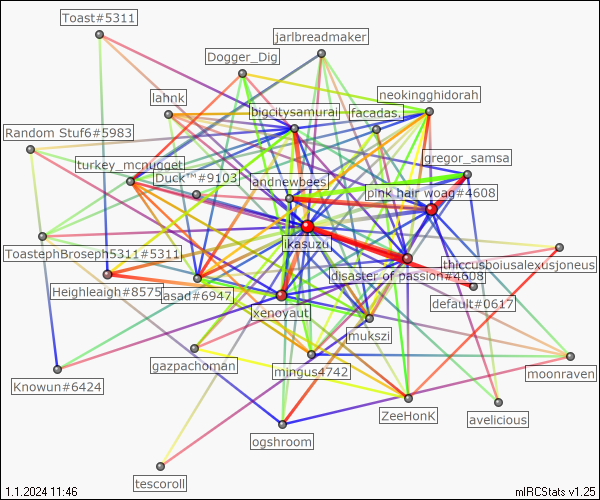 Toast#5311
jarlbreadmaker
Dogger_Dig
neokingghidorah
lahnk
bigcitysamurai
facadas.
Random Stuf6#5983
gregor_samsa
turkey_mcnugget
Duck™#9103
andnewbees
pink hair woag#4608
ikasuzu
ToastephBroseph5311#5311
thiccusboiusalexusjoneus
disaster of passion#4608
Heighleaigh#8575
asad#6947
default#0617
xenoyaut
mukszi
gazpachoman
mingus4742
moonraven
Knowun#6424
ZeeHonK
avelicious
ogshroom
tescoroll
1.1.2024 11:46
mIRCStats v1.25